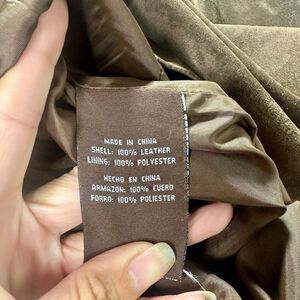 MADE IN CHINA
SHELL: 100% LEATHER
LINING: 100% POLYESTER
HECHO EN CHINA
ARMAZON: 100% CUERO
FORRO: 100% POLIESTER